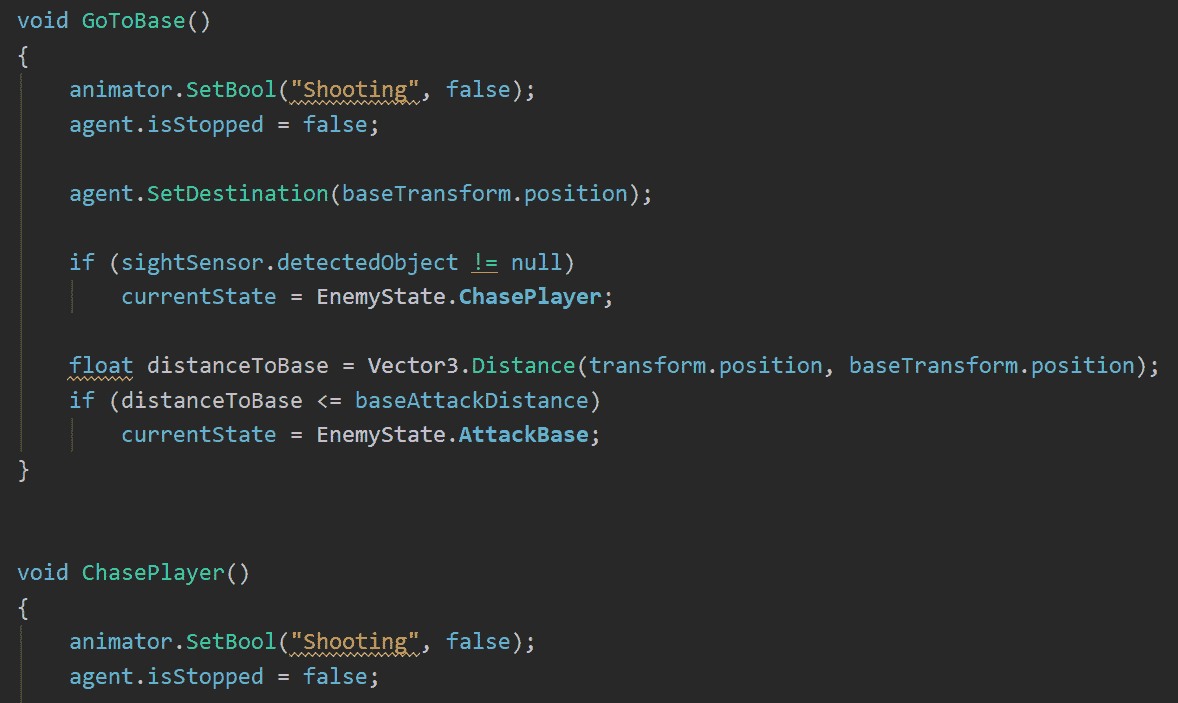 void GoToBase()
{
    animator.SetBool("Shooting", false);
    agent.isStopped = false;

    agent.SetDestination(baseTransform.position);

    if (sightSensor.detectedObject != null)
        currentState = EnemyState.ChasePlayer;

    float distanceToBase = Vector3.Distance(transform.position, baseTransform.position);
    if (distanceToBase <= baseAttackDistance)
        currentState = EnemyState.AttackBase;
}

void ChasePlayer()
{
    animator.SetBool("Shooting", false);
    agent.isStopped = false;